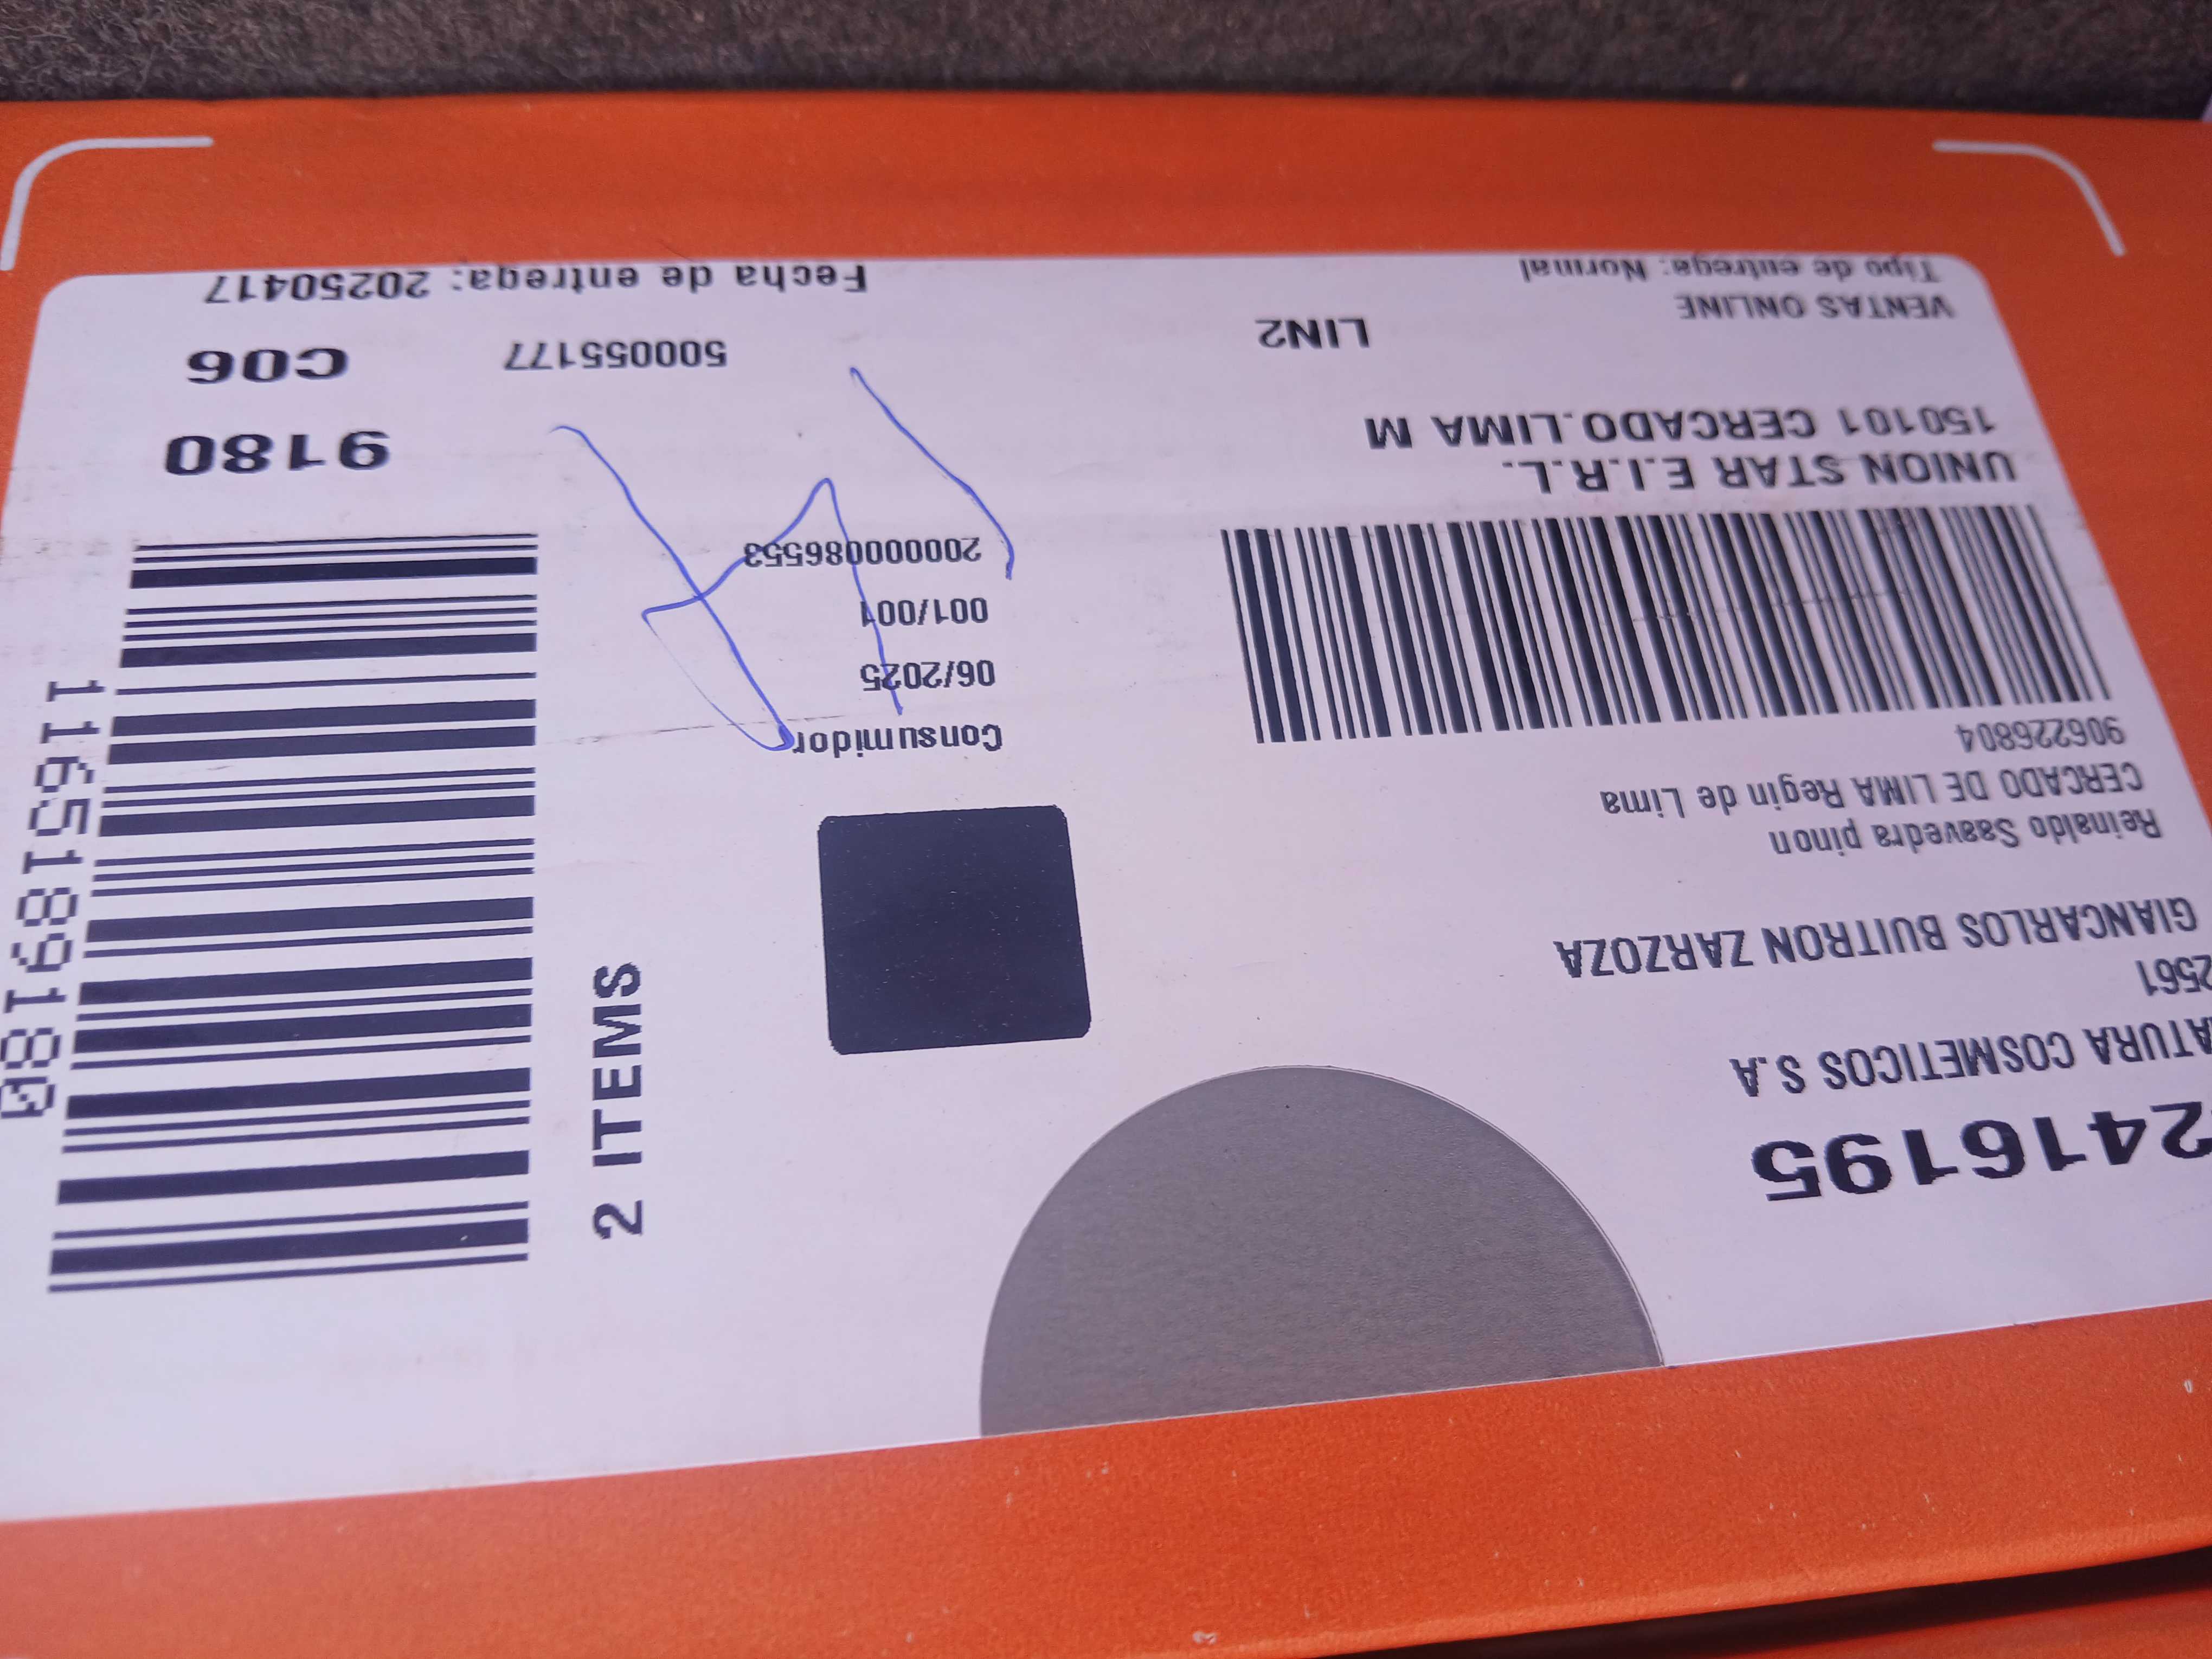 2416195
ATURA COSMETICOS S.A
2561
GIANCARLOS BUITRON ZARZOZA
Reinaldo Saavedra pinon
CERCADO DE LIMA Regin de Lima
906226804
UNION STAR E.I.R.L.
150101 CERCADO.LIMA M
VENTAS ONLINE
Tipo de entrega: Normal
LIN2
Consumidor
06/2025
001/001
20000086553
500055177
Fecha de entrega: 20250417
2 ITEMS
11651891180
9180
C06